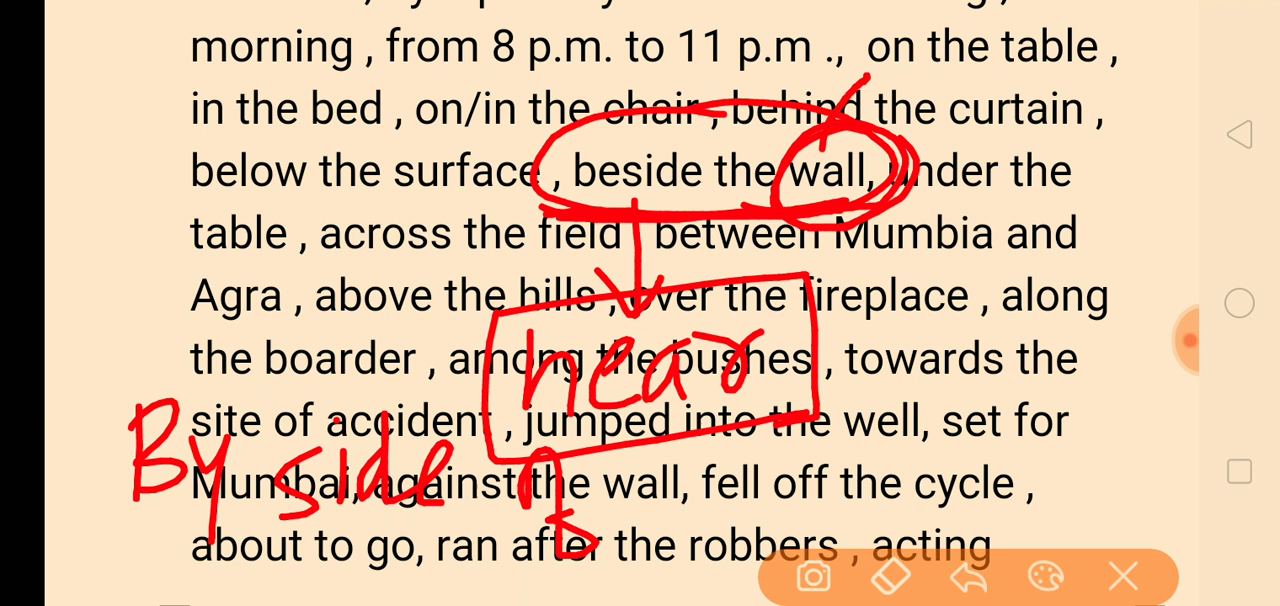 morning , from 8 p.m. to 11 p.m ., on the table ,
in the bed , on/in the chair , behind the curtain ,
below the surface , beside the wall, under the
table , across the field between Mumbia and
Agra , above the hills , over the fireplace , along
the boarder , among the bushes , towards the
near
site of accident , jumped into the well, set for
By side of
Mumbai, against the wall, fell off the cycle ,
about to go, ran after the robbers , acting